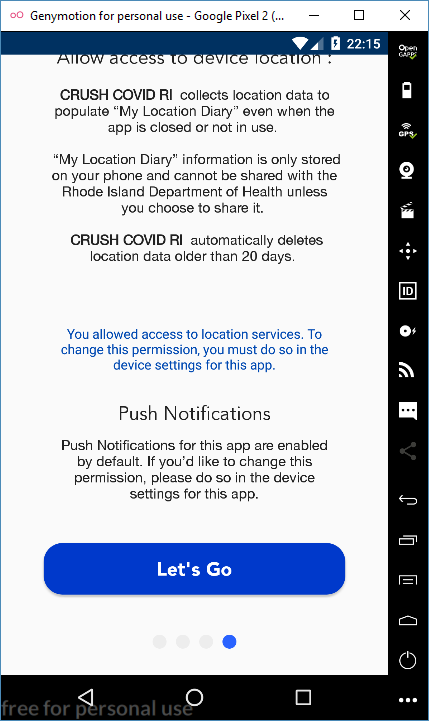 Genymotion for personal use - Google Pixel 2 (...
22:15
Open
GAPPS
Allow access to device location :
GPS
CRUSH COVID RI collects location data to
populate “My Location Diary” even when the
app is closed or not in use.
“My Location Diary” information is only stored
on your phone and cannot be shared with the
Rhode Island Department of Health unless
you choose to share it.
CRUSH COVID RI automatically deletes
location data older than 20 days.
ID
You allowed access to location services. To
change this permission, you must do so in the
device settings for this app.
Push Notifications
Push Notifications for this app are enabled
by default. If you’d like to change this
permission, please do so in the device
settings for this app.
Let's Go
free for personal use